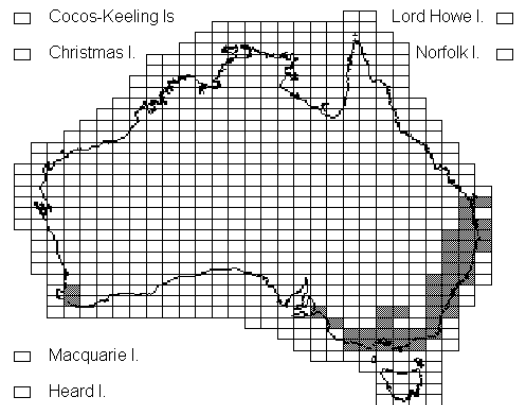 Cocos-Keeling Is
Lord Howe I.
Christmas I.
Norfolk I.
Macquarie I.
Heard I.